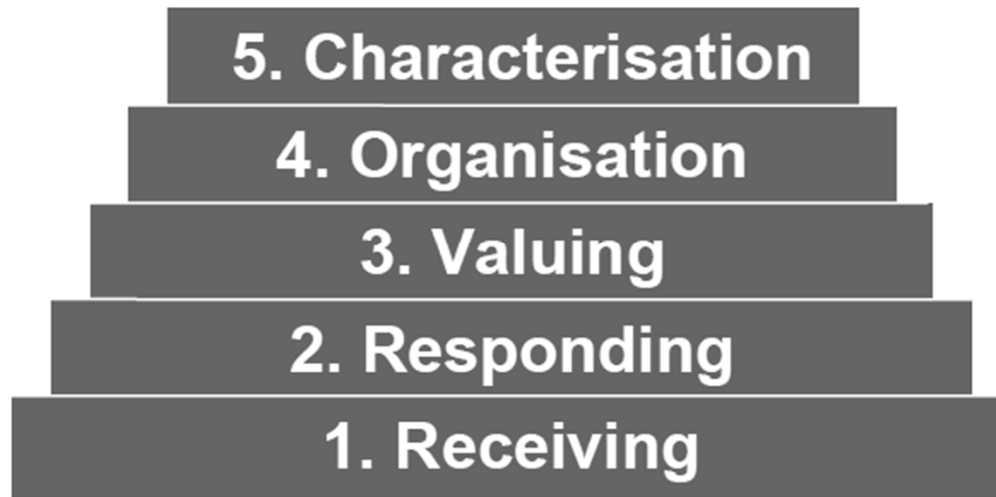 5. Characterisation
4. Organisation
3. Valuing
2. Responding
1. Receiving